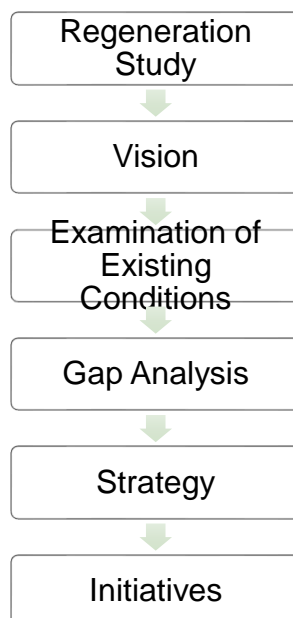 Regeneration
Study
Vision
Examination of
Existing
Conditions
Gap Analysis
Strategy
Initiatives